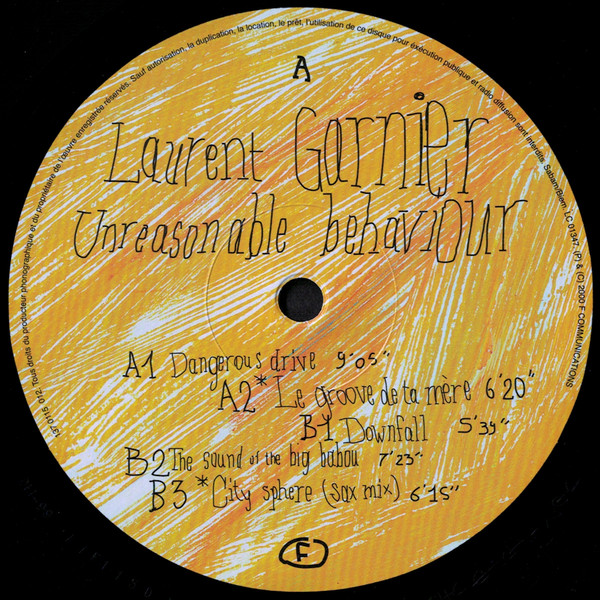 137 0115 012. Tous droits du producteur phonographique et du propriétaire de l'œuvre enregistrée réservés. Sauf autorisation, la duplication, la location, le prêt, l'utilisation de ce disque pour exécution publique et radio diffusion sont interdits. Sabam/Biem. LC 01347. (P) & (C) 2000 F COMMUNICATIONS
A
Laurent Garnier
Unreasonable behaviour
A1 Dangerous drive 9'05"
A2* Le groove de ta mère 6'20"
B1 Downfall 5'39"
B2 The sound of the big babou 7'23"
B3 *City sphere (sax mix) 6'15"
F